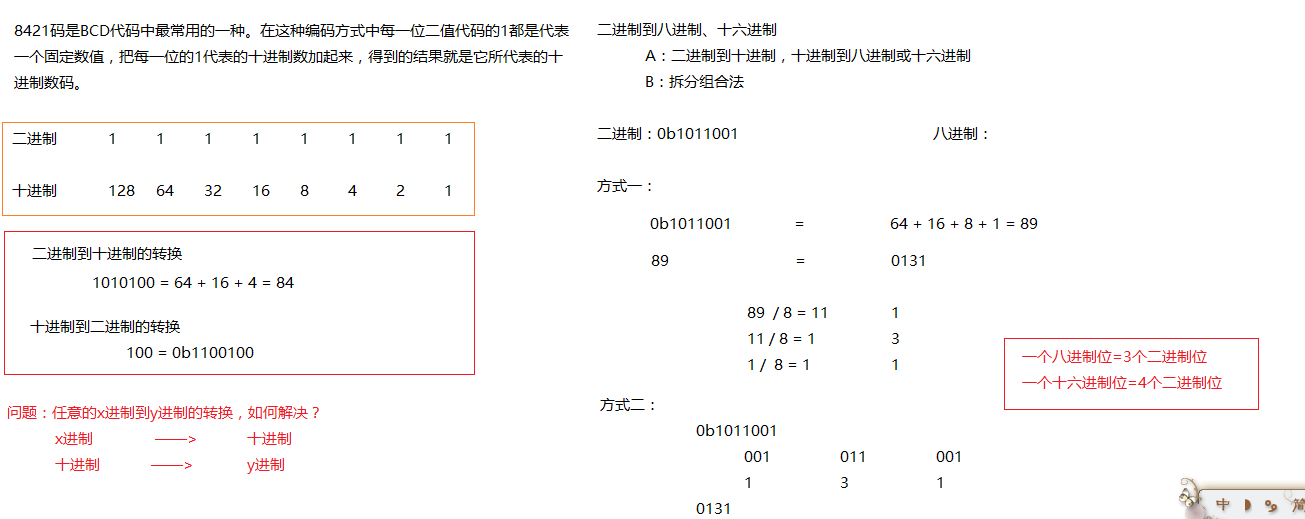 8421码是BCD代码中最常用的一种。在这种编码方式中每一位二值代码的1都是代表
一个固定数值，把每一位的1代表的十进制数加起来，得到的结果就是它所代表的十
进制数码。
二进制 1 1 1 1 1 1 1 1
十进制 128 64 32 16 8 4 2 1
二进制到十进制的转换
1010100 = 64 + 16 + 4 = 84
十进制到二进制的转换
100 = 0b1100100
问题：任意的x进制到y进制的转换，如何解决？
x进制 ——> 十进制
十进制 ——> y进制
二进制到八进制、十六进制
A：二进制到十进制，十进制到八进制或十六进制
B：拆分组合法
二进制：0b1011001 八进制：
方式一：
0b1011001 = 64 + 16 + 8 + 1 = 89
89 = 0131
89 / 8 = 11 1
11 / 8 = 1 3
1 / 8 = 1 1
一个八进制位=3个二进制位
一个十六进制位=4个二进制位
方式二：
0b1011001
001 011 001
1 3 1
0131
中 简